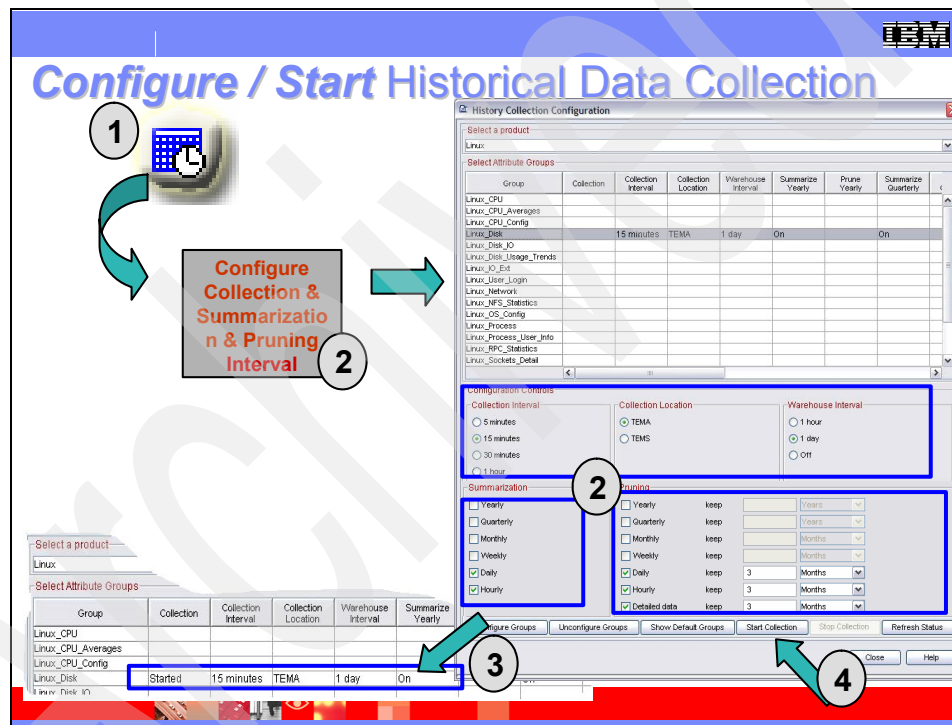 IBM
Configure / Start Historical Data Collection
1
Configure
Collection &
Summarizatio
n & Pruning
Interval
2
History Collection Configuration
Select a product
Linux
Select Attribute Groups
Group Collection Collection Interval Collection Location Warehouse Interval Summarize Yearly Prune Yearly Summarize Quarterly
Linux_CPU
Linux_CPU_Averages
Linux_CPU_Config
Linux_Disk 15 minutes TEMA 1 day On On
Linux_Disk_IO
Linux_Disk_Usage_Trends
Linux_IO_Ext
Linux_User_Login
Linux_Network
Linux_NFS_Statistics
Linux_OS_Config
Linux_Process
Linux_Process_User_Info
Linux_RPC_Statistics
Linux_Sockets_Detail
Configuration Controls
Collection Interval Collection Location Warehouse Interval
5 minutes TEMA 1 hour
15 minutes TEMS 1 day
30 minutes Off
1 hour
Summarization 2 Pruning
Yearly Yearly keep Years
Quarterly Quarterly keep Years
Monthly Monthly keep Months
Weekly Weekly keep Months
Daily Daily keep 3 Months
Hourly Hourly keep 3 Months
Detailed data keep 3 Months
figure Groups Unconfigure Groups Show Default Groups Start Collection Stop Collection Refresh Status
Close Help
4
Select a product
Linux
Select Attribute Groups
Group Collection Collection Interval Collection Location Warehouse Interval Summarize Yearly
Linux_CPU
Linux_CPU_Averages
Linux_CPU_Config
Linux_Disk Started 15 minutes TEMA 1 day On
Linux_Disk_IO
3